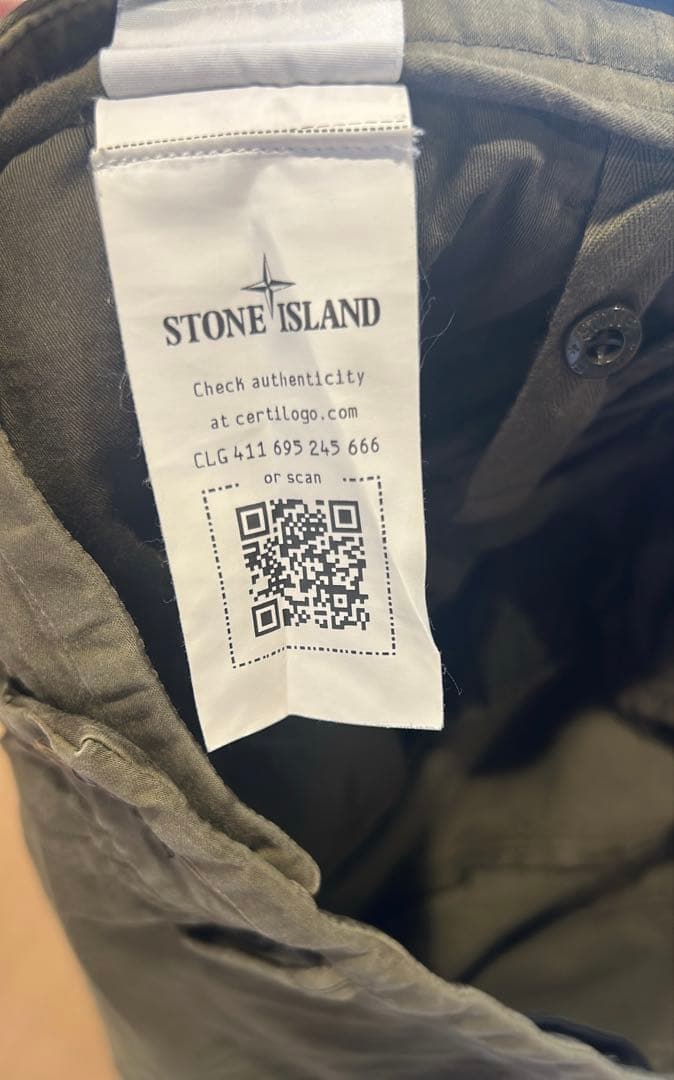 STONE ISLAND
Check authenticity
at certilogo.com
CLG 411 695 245 666
or scan